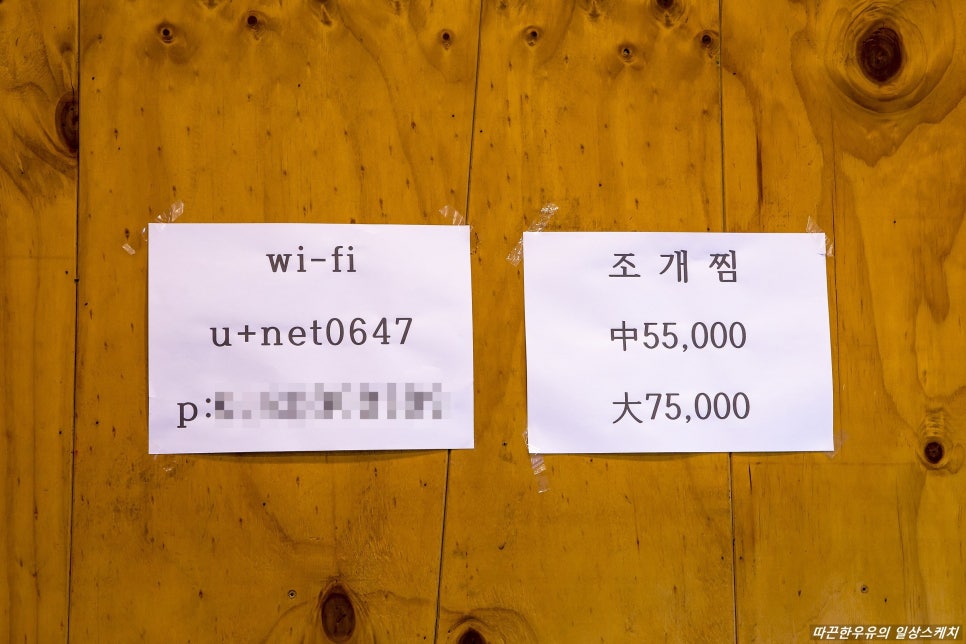 wi-fi
u+net0647
p:
조개찜
中55,000
大75,000
따끈한우유의 일상스케치